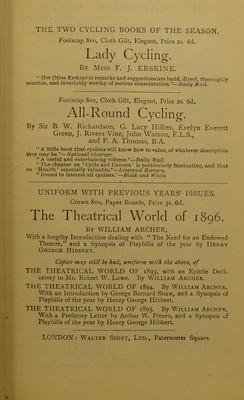 THE TWO CYCLING BOOKS OF THE SEASON.
Foolscap 8vo, Cloth Gilt, Elegant, Price 2s. 6d.
Lady Cycling.
By Miss F. J. ERSKINE.
"Her (Miss Erskine's) remarks and suggestions are lucid, direct, thoroughly
sensible, and invariably worthy of serious consideration."—Daily Mail.
Foolscap 8vo, Cloth Gilt, Elegant, Price 2s. 6d.
All-Round Cycling.
By Sir B. W. Richardson, G. Lacy Hillier, Evelyn Everett
Green, J. Rivers Vine, John Watson, F.L.S.,
and P. A. Thomas, B.A.
"A little book that cyclists will know how to value, of whatever description
they may be."—National Observer.
"A useful and entertaining volume."—Daily Mail.
"The chapter on 'Cycle and Camera' is particularly fascinating, and that
on 'Health' especially valuable."—Liverpool Mercury.
"Bound to interest all cyclists."—Black and White.
UNIFORM WITH PREVIOUS YEARS' ISSUES.
Crown 8vo, Paper Boards, Price 3s. 6d.
The Theatrical World of 1896.
By WILLIAM ARCHER.
With a lengthy Introduction dealing with "The Need for an Endowed
Theatre," and a Synopsis of Playbills of the year by Henry
George Hibbert.
Copies may still be had, uniform with the above, of
THE THEATRICAL WORLD OF 1893, with an Epistle Dedi-
catory to Mr. Robert W. Lowe. By William Archer.
THE THEATRICAL WORLD OF 1894. By William Archer.
With an Introduction by George Bernard Shaw, and a Synopsis of
Playbills of the year by Henry George Hibbert.
THE THEATRICAL WORLD OF 1895. By William Archer.
With a Prefatory Letter by Arthur W. Pinero, and a Synopsis of
Playbills of the year by Henry George Hibbert.
LONDON: Walter Scott, Ltd., Paternoster Square.